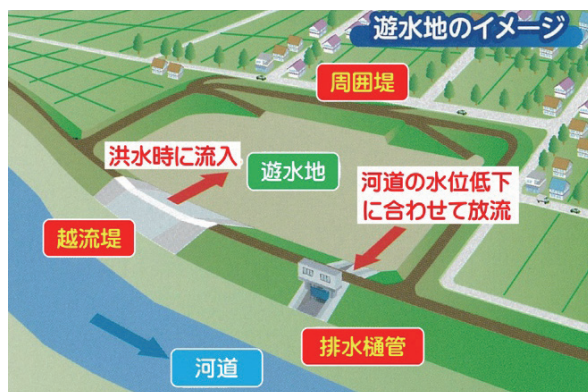 遊水地のイメージ
周囲堤
洪水時に流入
遊水地
河道の水位低下
に合わせて放流
越流堤
排水樋管
河道